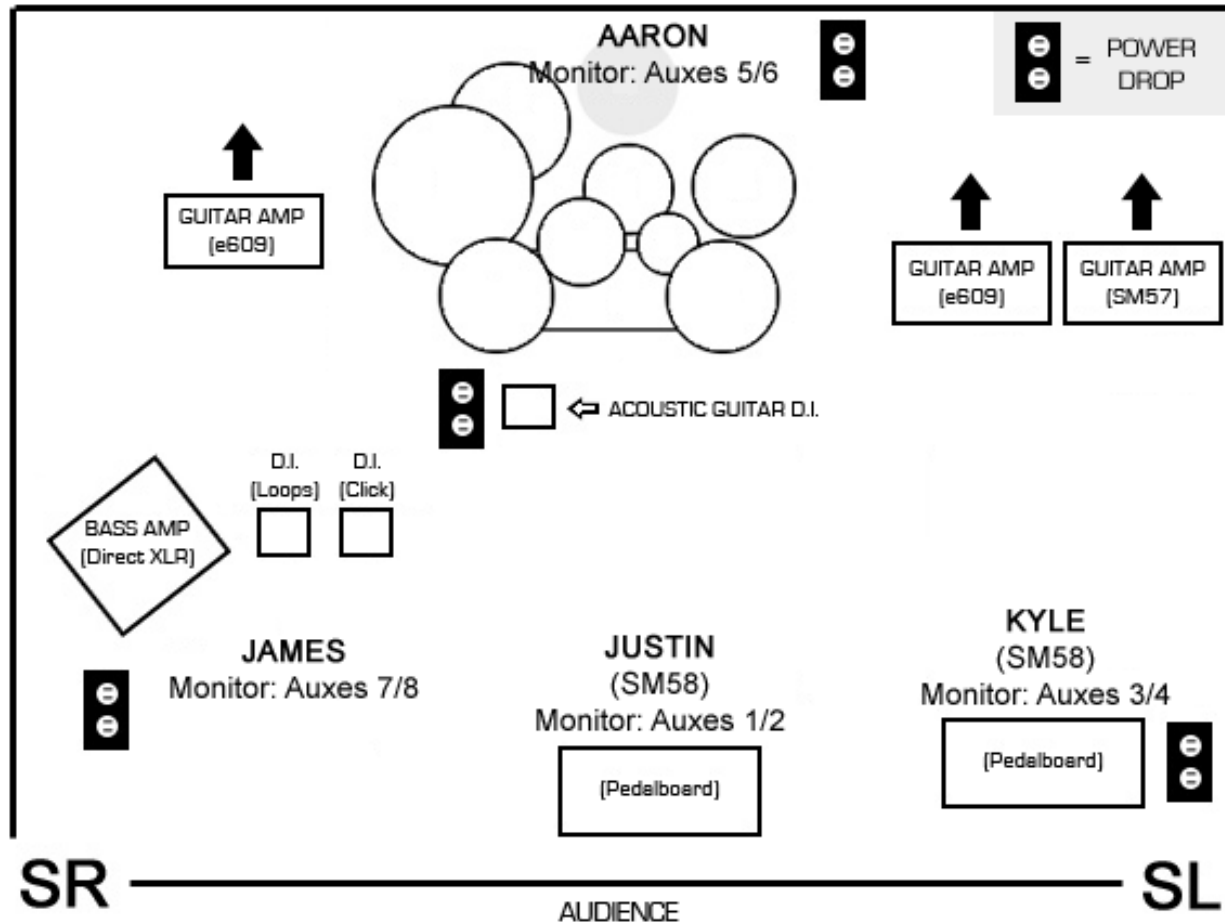 AARON
Monitor: Auxes 5/6
= POWER
DROP
GUITAR AMP
(e609)
GUITAR AMP
(e609)
GUITAR AMP
(SM57)
ACOUSTIC GUITAR D.I.
D.I.
(Loops)
D.I.
(Click)
BASS AMP
(Direct XLR)
JAMES
Monitor: Auxes 7/8
JUSTIN
(SM58)
Monitor: Auxes 1/2
(Pedalboard)
KYLE
(SM58)
Monitor: Auxes 3/4
(Pedalboard)
SR
SL
AUDIENCE